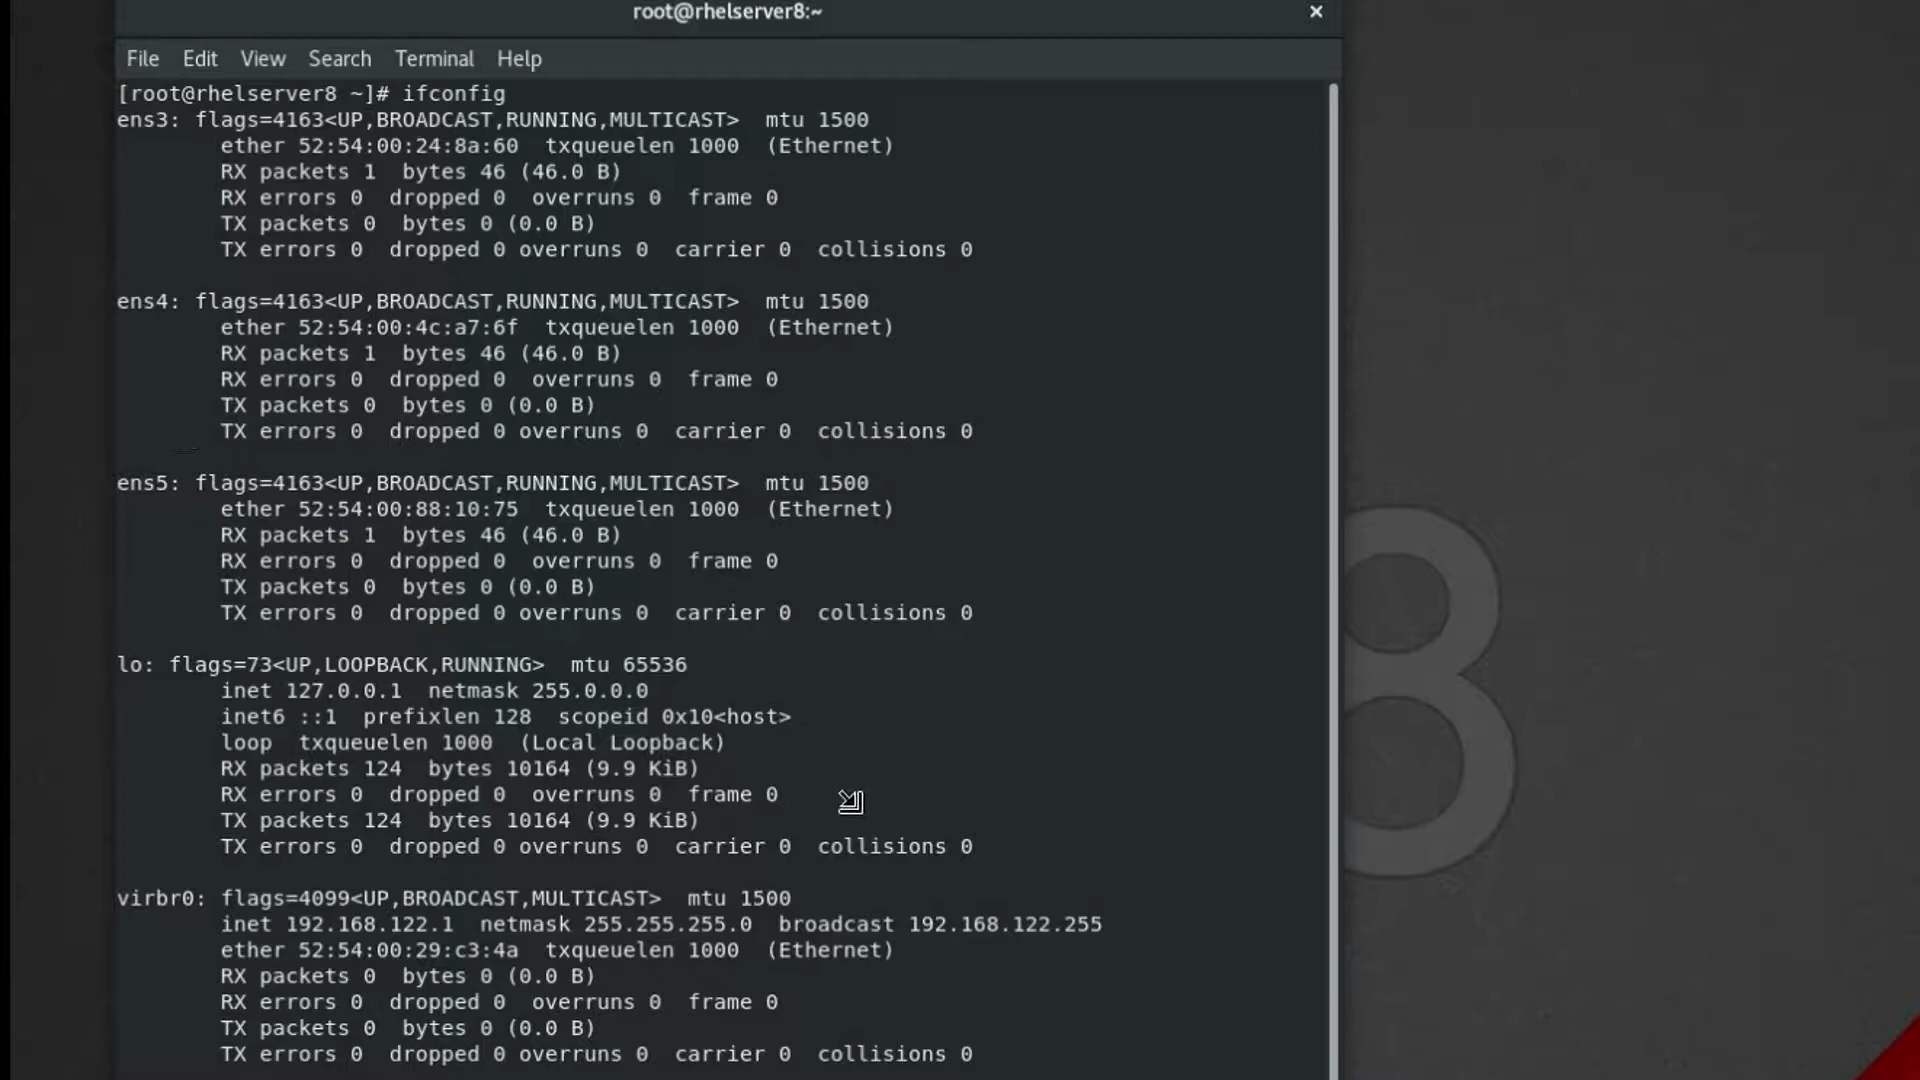 root@rhelserver8:~ ×
File Edit View Search Terminal Help
[root@rhelserver8 ~]# ifconfig
ens3: flags=4163<UP,BROADCAST,RUNNING,MULTICAST>  mtu 1500
        ether 52:54:00:24:8a:60  txqueuelen 1000  (Ethernet)
        RX packets 1  bytes 46 (46.0 B)
        RX errors 0  dropped 0  overruns 0  frame 0
        TX packets 0  bytes 0 (0.0 B)
        TX errors 0  dropped 0 overruns 0  carrier 0  collisions 0
ens4: flags=4163<UP,BROADCAST,RUNNING,MULTICAST>  mtu 1500
        ether 52:54:00:4c:a7:6f  txqueuelen 1000  (Ethernet)
        RX packets 1  bytes 46 (46.0 B)
        RX errors 0  dropped 0  overruns 0  frame 0
        TX packets 0  bytes 0 (0.0 B)
        TX errors 0  dropped 0 overruns 0  carrier 0  collisions 0
ens5: flags=4163<UP,BROADCAST,RUNNING,MULTICAST>  mtu 1500
        ether 52:54:00:88:10:75  txqueuelen 1000  (Ethernet)
        RX packets 1  bytes 46 (46.0 B)
        RX errors 0  dropped 0  overruns 0  frame 0
        TX packets 0  bytes 0 (0.0 B)
        TX errors 0  dropped 0 overruns 0  carrier 0  collisions 0
lo: flags=73<UP,LOOPBACK,RUNNING>  mtu 65536
        inet 127.0.0.1  netmask 255.0.0.0
        inet6 ::1  prefixlen 128  scopeid 0x10<host>
        loop  txqueuelen 1000  (Local Loopback)
        RX packets 124  bytes 10164 (9.9 KiB)
        RX errors 0  dropped 0  overruns 0  frame 0
        TX packets 124  bytes 10164 (9.9 KiB)
        TX errors 0  dropped 0 overruns 0  carrier 0  collisions 0
virbr0: flags=4099<UP,BROADCAST,MULTICAST>  mtu 1500
        inet 192.168.122.1  netmask 255.255.255.0  broadcast 192.168.122.255
        ether 52:54:00:29:c3:4a  txqueuelen 1000  (Ethernet)
        RX packets 0  bytes 0 (0.0 B)
        RX errors 0  dropped 0  overruns 0  frame 0
        TX packets 0  bytes 0 (0.0 B)
        TX errors 0  dropped 0 overruns 0  carrier 0  collisions 0
8